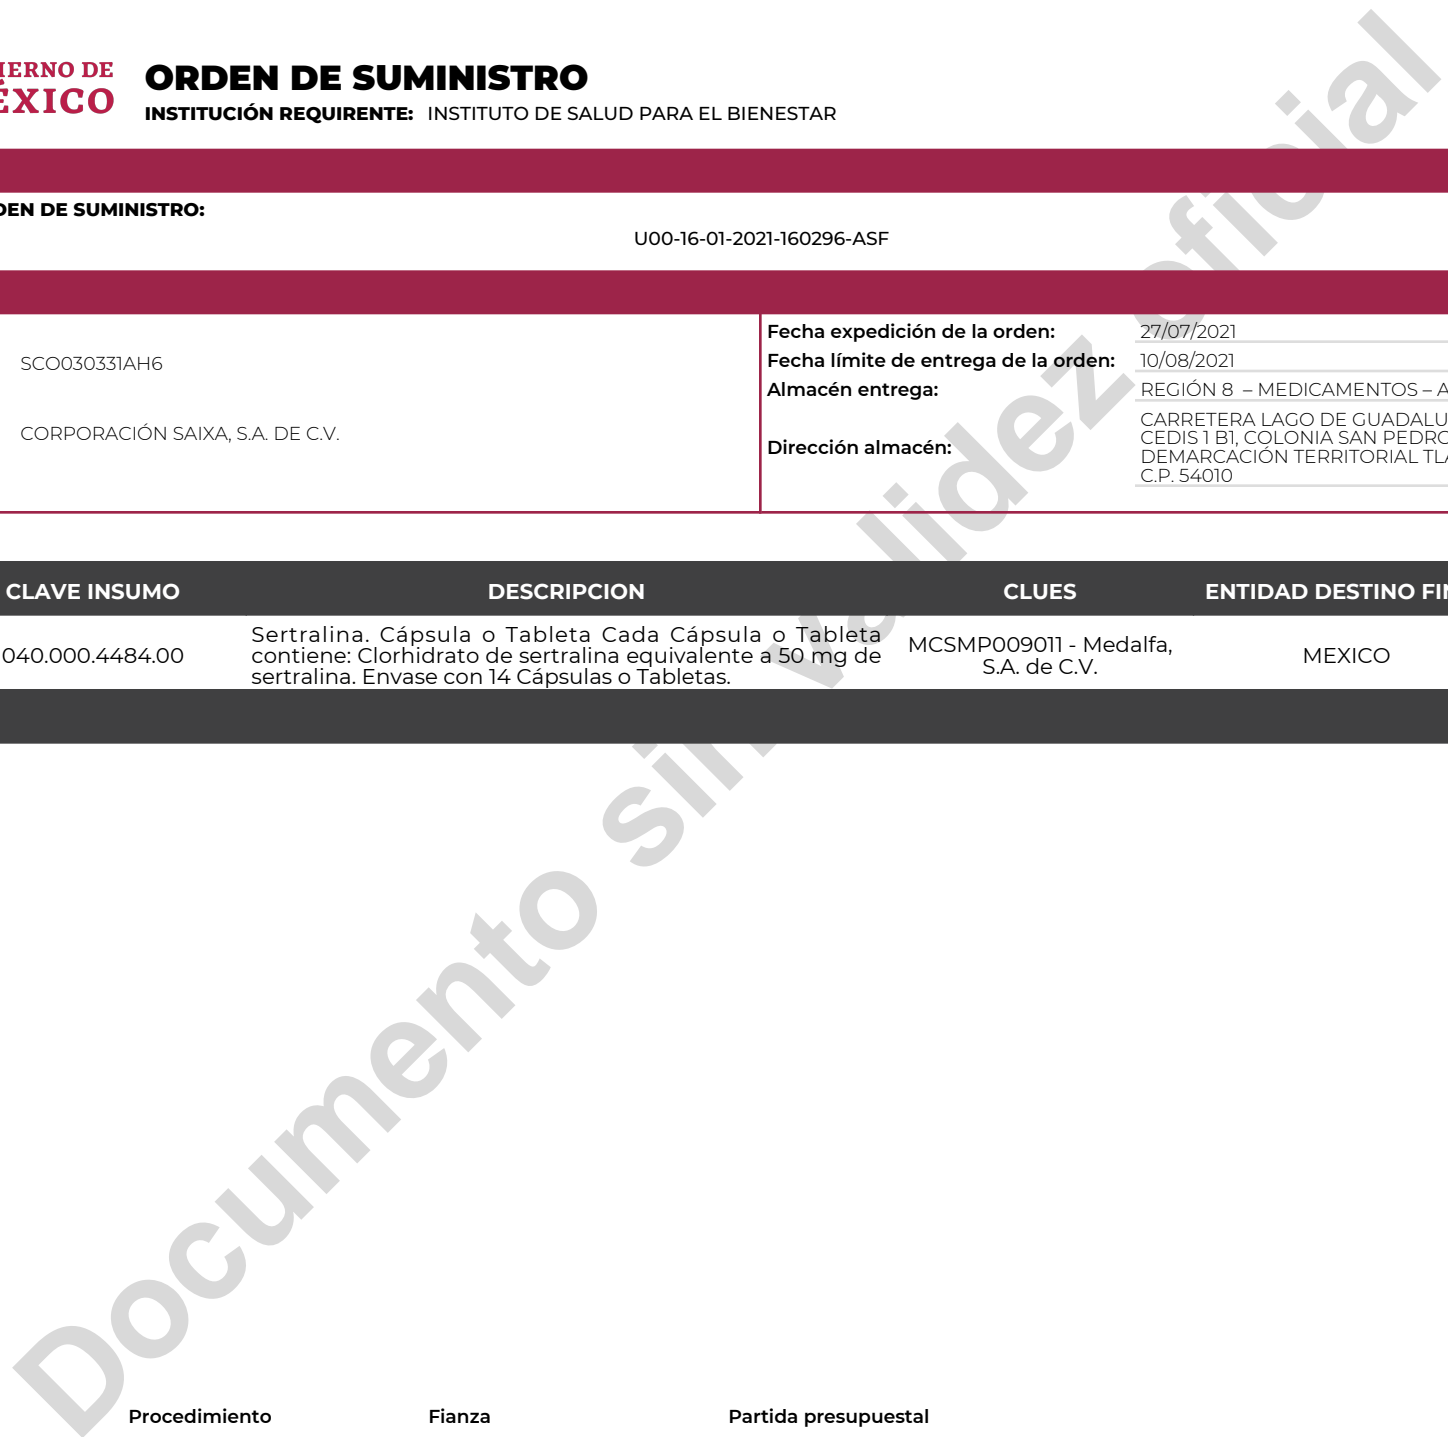 IERNO DE
ÉXICO
ORDEN DE SUMINISTRO
INSTITUCIÓN REQUIRENTE: INSTITUTO DE SALUD PARA EL BIENESTAR
DEN DE SUMINISTRO:
U00-16-01-2021-160296-ASF
SCO030331AH6
CORPORACIÓN SAIXA, S.A. DE C.V.
Fecha expedición de la orden: 27/07/2021
Fecha límite de entrega de la orden: 10/08/2021
Almacén entrega: REGIÓN 8 – MEDICAMENTOS – A
Dirección almacén:
CARRETERA LAGO DE GUADALU
CEDIS 1 B1, COLONIA SAN PEDRO
DEMARCACIÓN TERRITORIAL TLA
C.P. 54010
CLAVE INSUMO DESCRIPCION CLUES ENTIDAD DESTINO FIN
040.000.4484.00
Sertralina. Cápsula o Tableta Cada Cápsula o Tableta
contiene: Clorhidrato de sertralina equivalente a 50 mg de
sertralina. Envase con 14 Cápsulas o Tabletas.
MCSMP009011 - Medalfa,
S.A. de C.V.
MEXICO
Documento sin validez oficial
Procedimiento Fianza Partida presupuestal